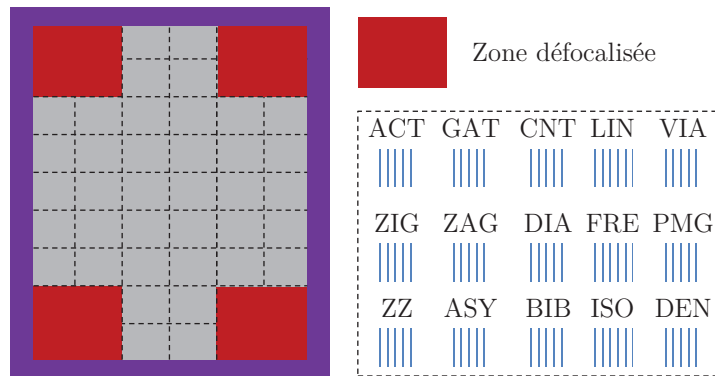 Zone défocalisée
ACT GAT CNT LIN VIA
ZIG ZAG DIA FRE PMG
ZZ ASY BIB ISO DEN